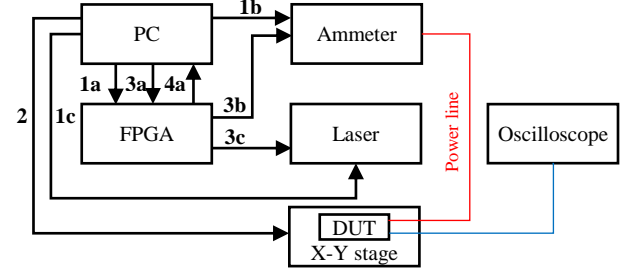 1b
PC
Ammeter
1a 3a 4a
2 1c
3b
Power line
FPGA
3c
Laser
Oscilloscope
DUT
X-Y stage